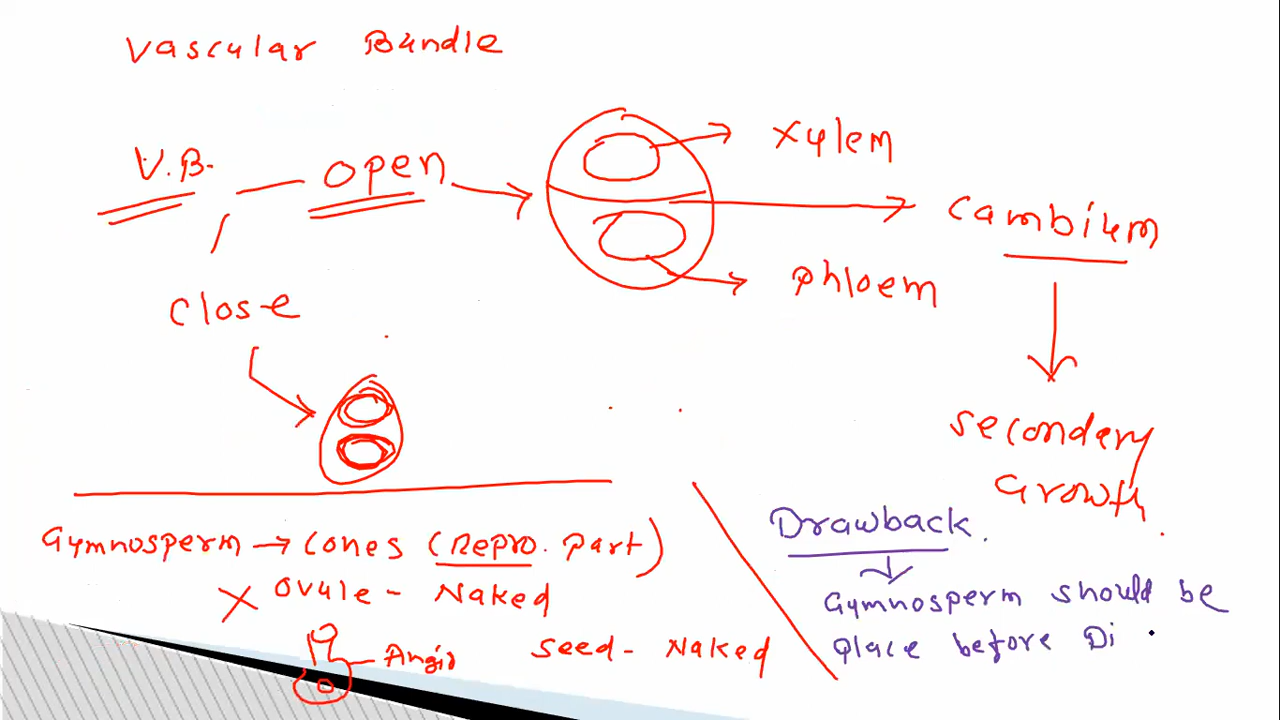 Vascular Bundle
V.B.
open
xylem
cambium
phloem
close
secondary
Growth
Gymnosperm → Cones (Repro. Part)
X ovule - Naked
Angio
seed - Naked
Drawback
Gymnosperm should be
place before Di